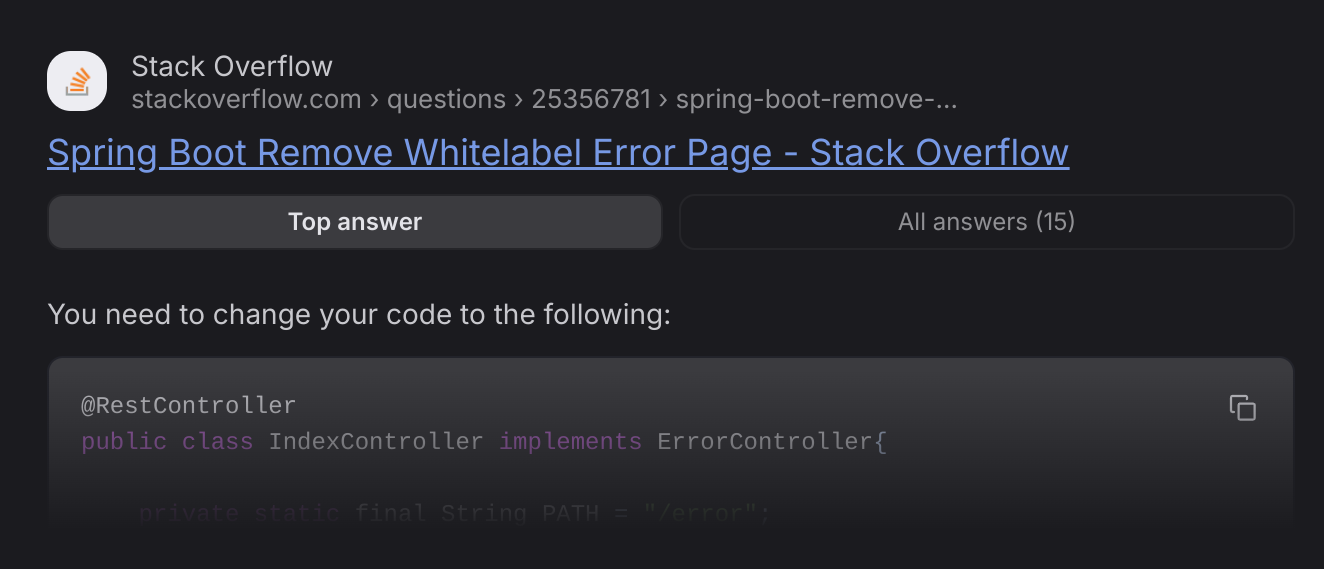 Stack Overflow
stackoverflow.com › questions › 25356781 › spring-boot-remove-...
Spring Boot Remove Whitelabel Error Page - Stack Overflow
Top answer
All answers (15)
You need to change your code to the following:
@RestController
public class IndexController implements ErrorController{
    private static final String PATH = "/error";